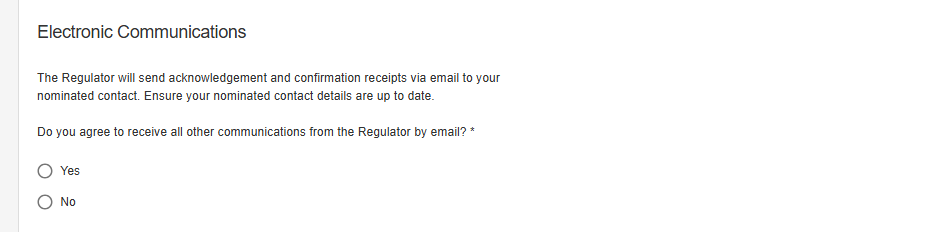 Electronic Communications
The Regulator will send acknowledgement and confirmation receipts via email to your
nominated contact. Ensure your nominated contact details are up to date.
Do you agree to receive all other communications from the Regulator by email? *
Yes
No